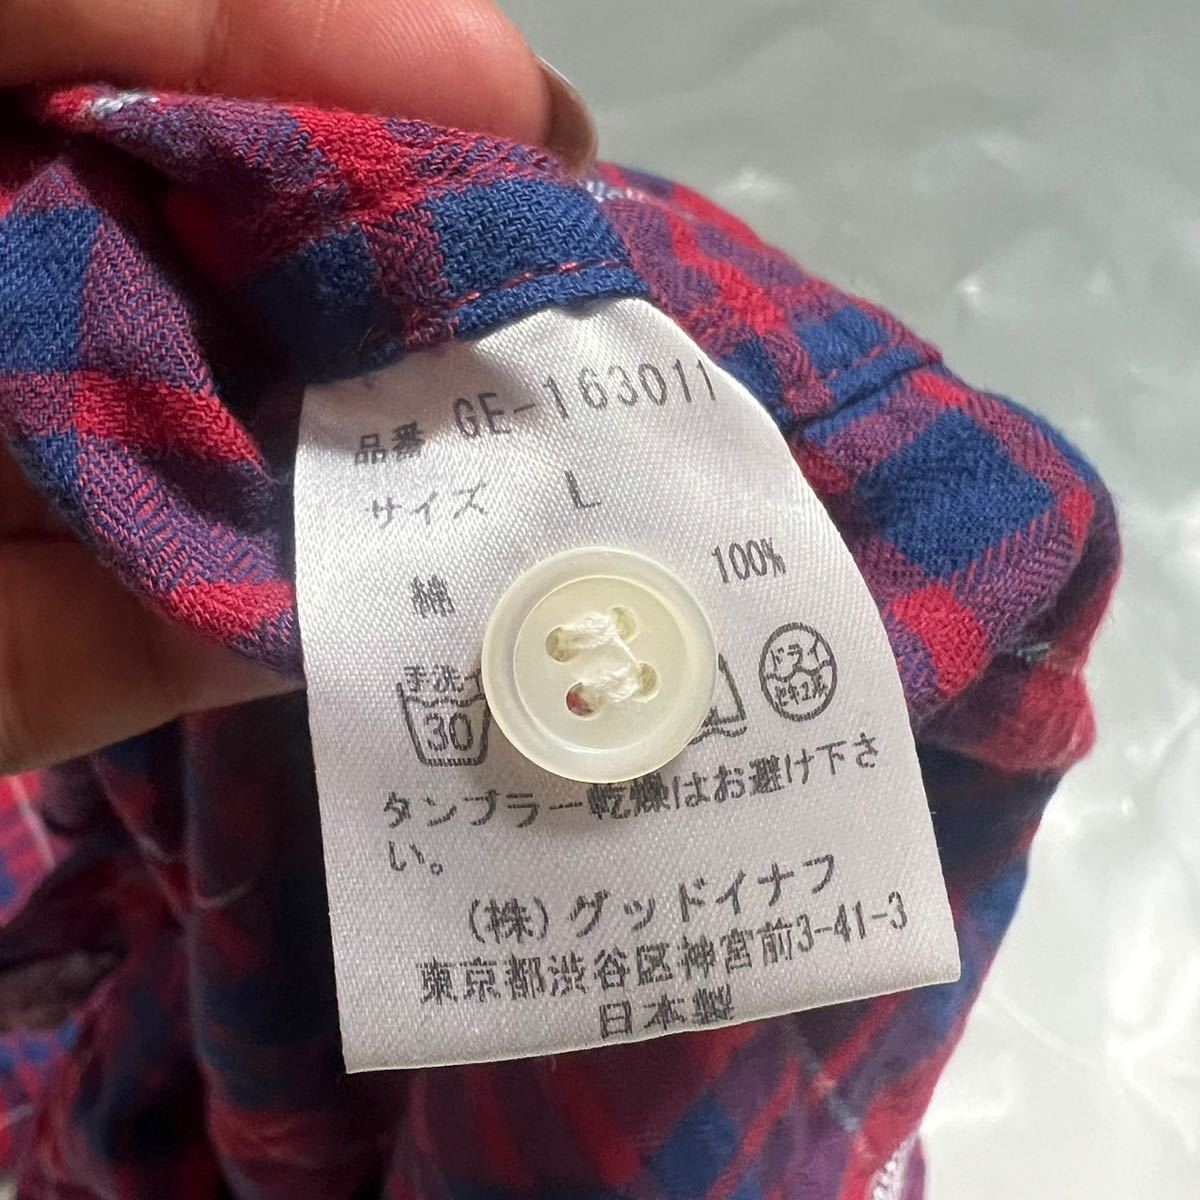 品番 GE-163011
サイズ L
綿 100%
手洗イ
30
ドライ
セキユ系
タンブラー乾燥はお避け下さ
い。
(株)グッドイナフ
東京都渋谷区神宮前3-41-3
日本製